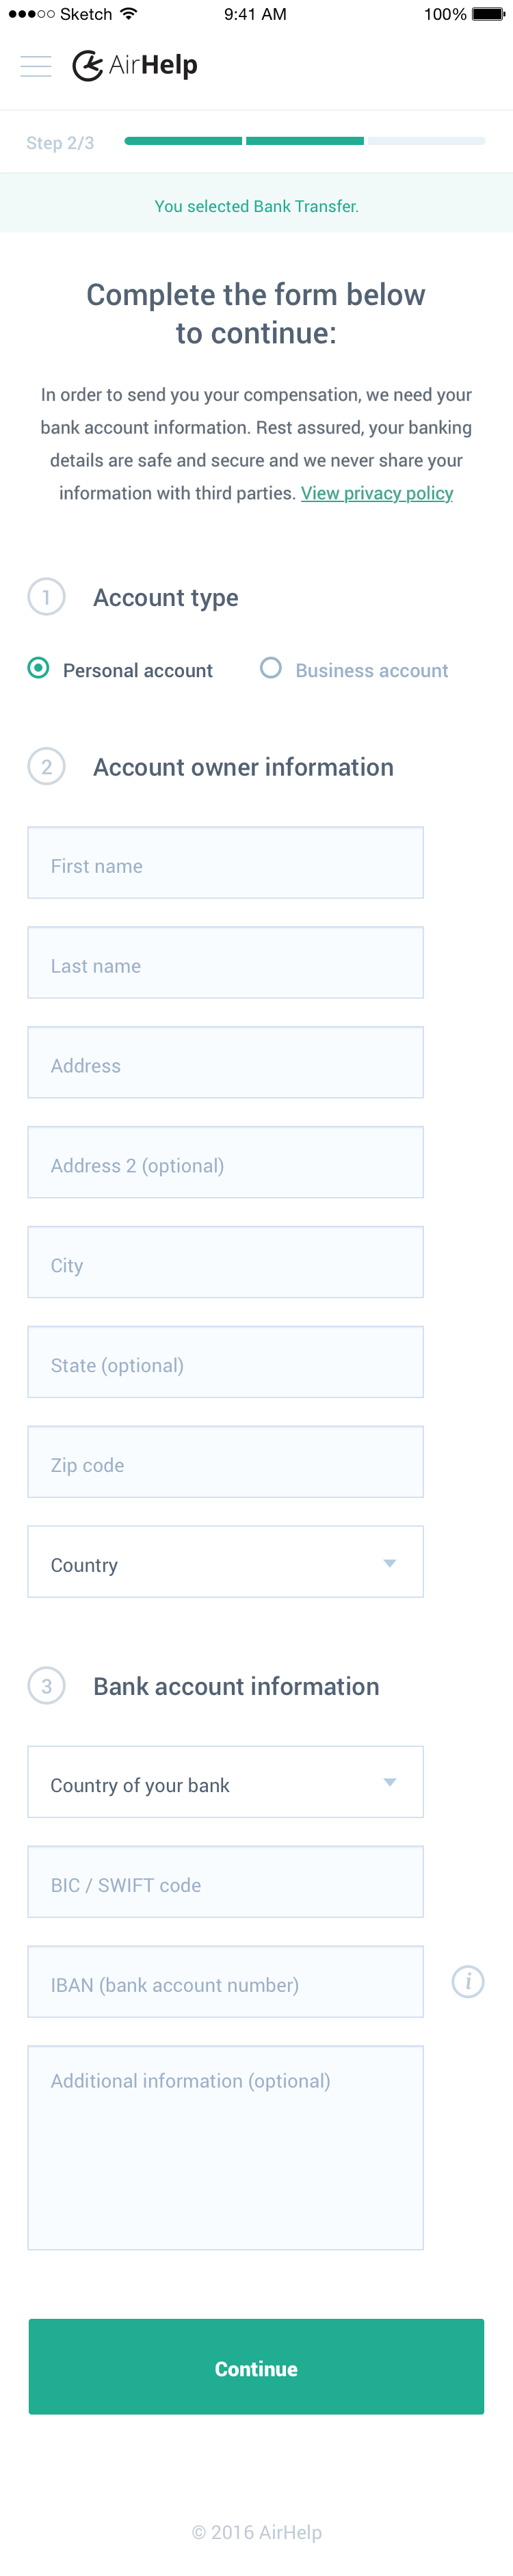 Sketch 9:41 AM 100%
AirHelp
Step 2/3
You selected Bank Transfer.
Complete the form below
to continue:
In order to send you your compensation, we need your
bank account information. Rest assured, your banking
details are safe and secure and we never share your
information with third parties. View privacy policy
1 Account type
Personal account Business account
2 Account owner information
First name
Last name
Address
Address 2 (optional)
City
State (optional)
Zip code
Country
3 Bank account information
Country of your bank
BIC / SWIFT code
IBAN (bank account number) i
Additional information (optional)
Continue
© 2016 AirHelp